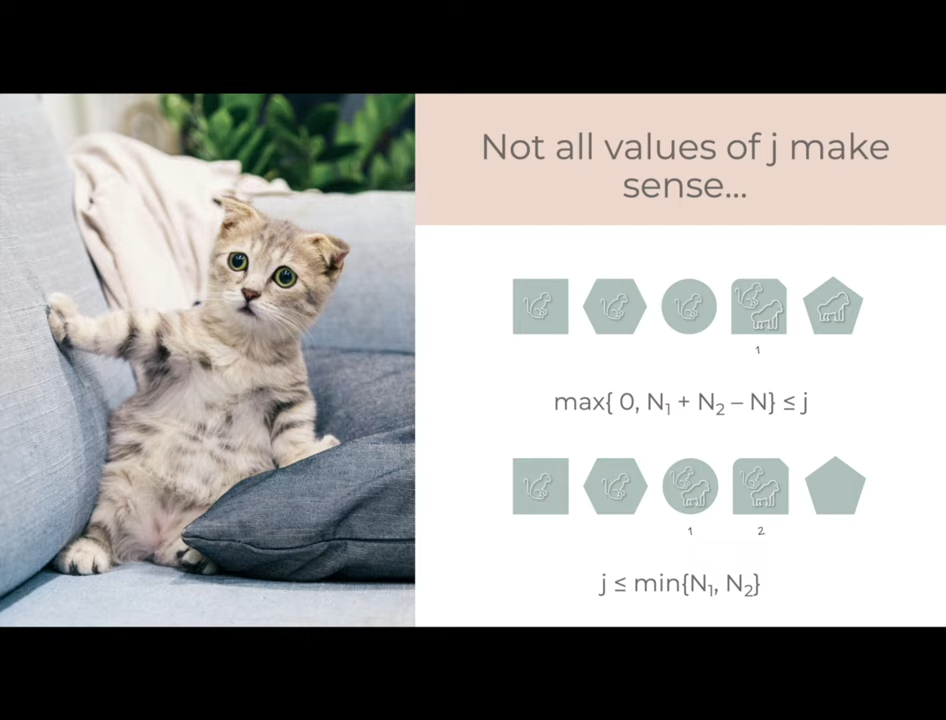 Not all values of j make
sense...
1
max{ 0, N₁ + N₂ – N} ≤ j
1 2
j ≤ min{N₁, N₂}